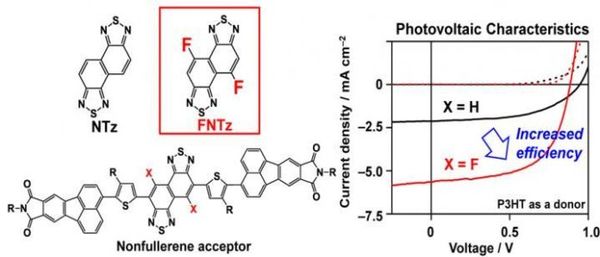 N S N
N S N
NTz
N S N
F
F
N S N
FNTz
R-N
O
O
S
R
X
N S N
N S N
X
S
R
O
O
N-R
Nonfullerene acceptor
Photovoltaic Characteristics
Current density / mA cm−2
0
−2.5
−5.0
−7.5
X = H
X = F
Increased
efficiency
P3HT as a donor
0
0.5
1.0
Voltage / V